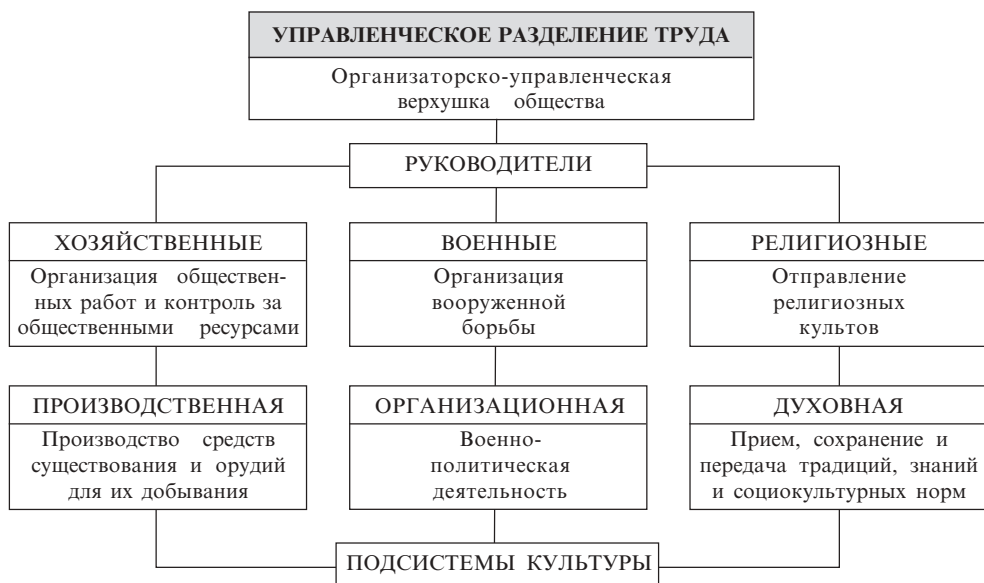 УПРАВЛЕНЧЕСКОЕ РАЗДЕЛЕНИЕ ТРУДА
Организаторско-управленческая
верхушка общества
РУКОВОДИТЕЛИ
ХОЗЯЙСТВЕННЫЕ
Организация обществен-
ных работ и контроль за
общественными ресурсами
ВОЕННЫЕ
Организация
вооруженной
борьбы
РЕЛИГИОЗНЫЕ
Отправление
религиозных
культов
ПРОИЗВОДСТВЕННАЯ
Производство средств
существования и орудий
для их добывания
ОРГАНИЗАЦИОННАЯ
Военно-
политическая
деятельность
ДУХОВНАЯ
Прием, сохранение и
передача традиций, знаний
и социокультурных норм
ПОДСИСТЕМЫ КУЛЬТУРЫ